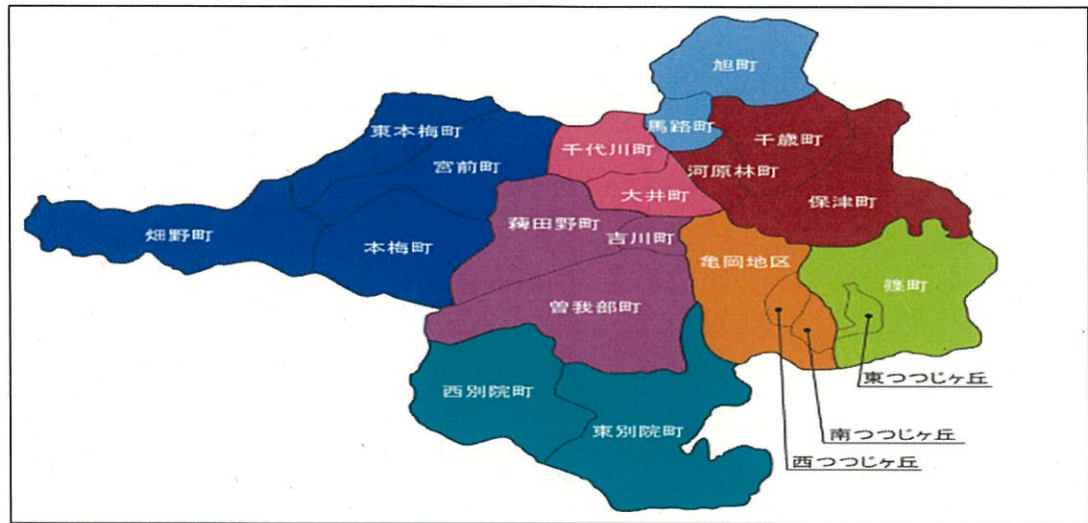 旭町
馬路町
千歳町
東本梅町
千代川町
宮前町
河原林町
大井町
保津町
畑野町
本梅町
薭田野町
吉川町
亀岡地区
篠町
曽我部町
西別院町
東別院町
東つつじヶ丘
南つつじヶ丘
西つつじヶ丘